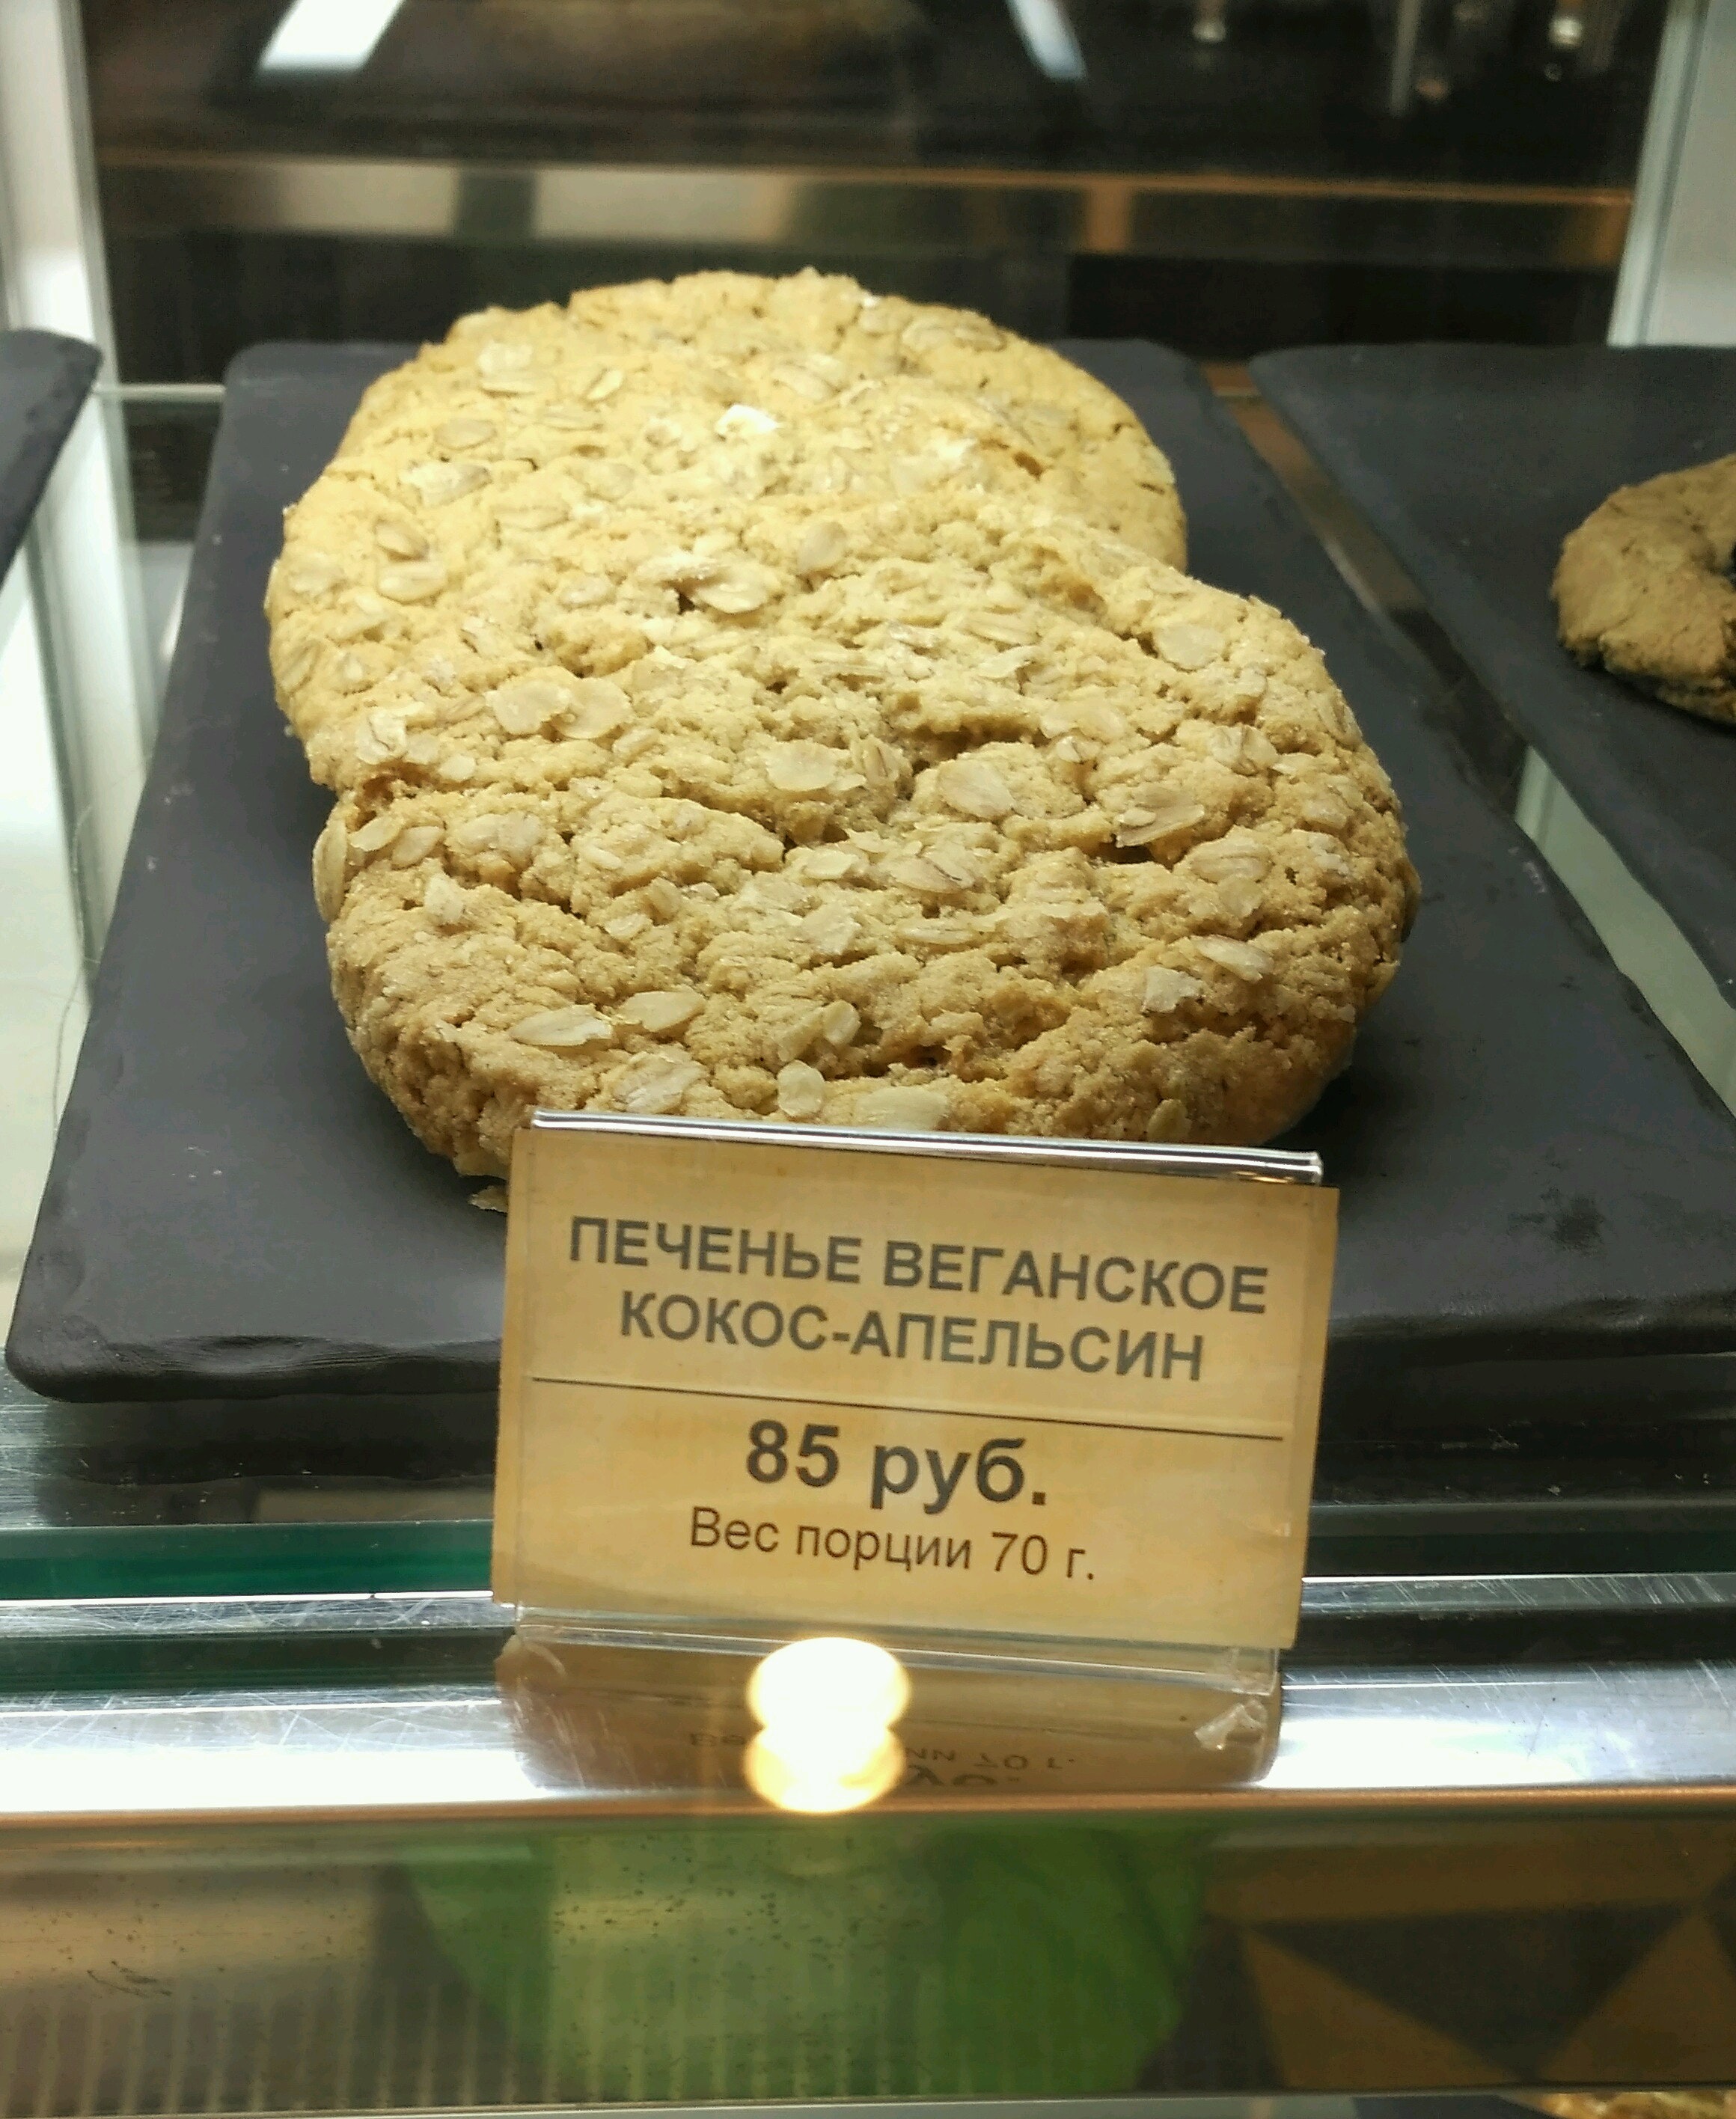 ПЕЧЕНЬЕ ВЕГАНСКОЕ
КОКОС-АПЕЛЬСИН
85 руб.
Вес порции 70 г.